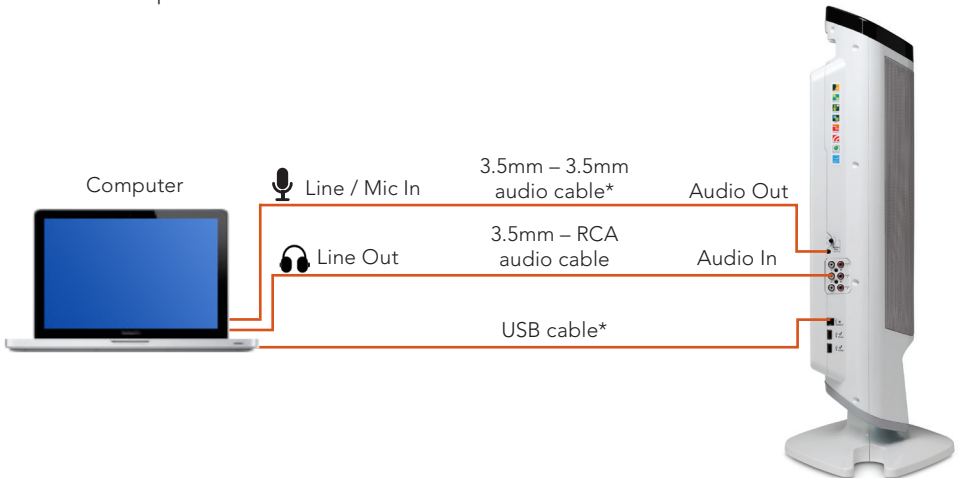 Computer
Line / Mic In
3.5mm – 3.5mm
audio cable*
Audio Out
Line Out
3.5mm – RCA
audio cable
Audio In
USB cable*